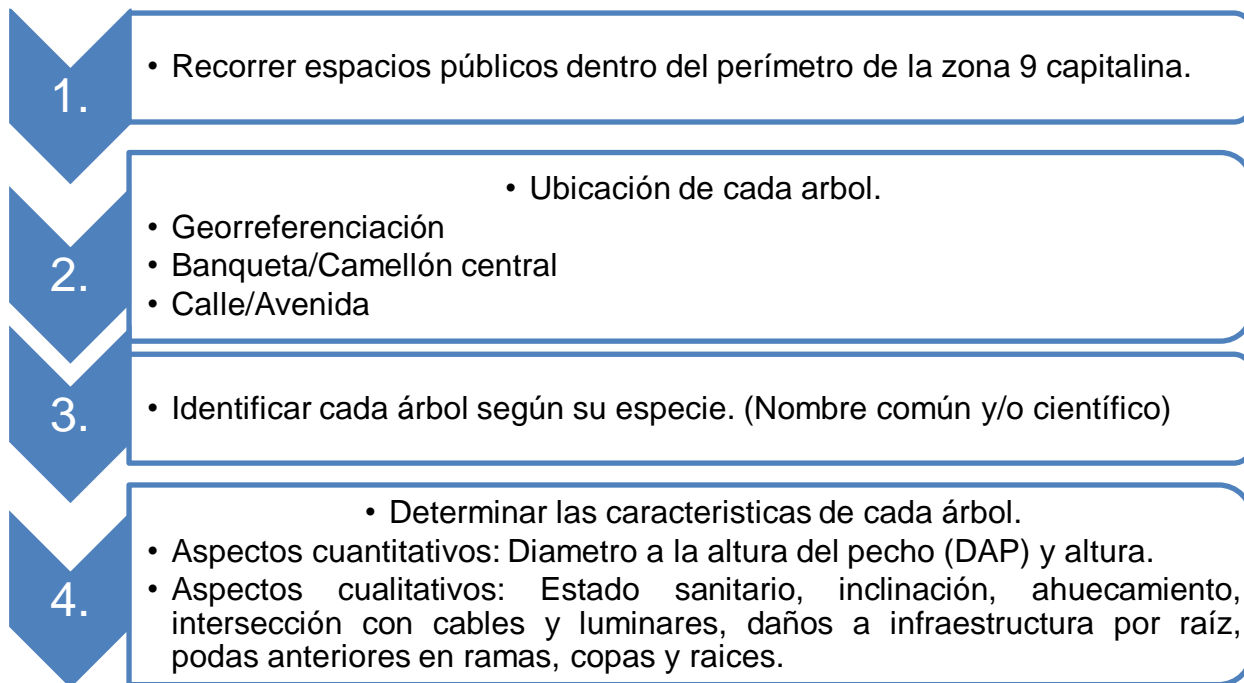 1.
• Recorrer espacios públicos dentro del perímetro de la zona 9 capitalina.
2.
• Ubicación de cada arbol.
• Georreferenciación
• Banqueta/Camellón central
• Calle/Avenida
3.
• Identificar cada árbol según su especie. (Nombre común y/o científico)
4.
• Determinar las caracteristicas de cada árbol.
• Aspectos cuantitativos: Diametro a la altura del pecho (DAP) y altura.
• Aspectos cualitativos: Estado sanitario, inclinación, ahuecamiento,
intersección con cables y luminares, daños a infraestructura por raíz,
podas anteriores en ramas, copas y raices.